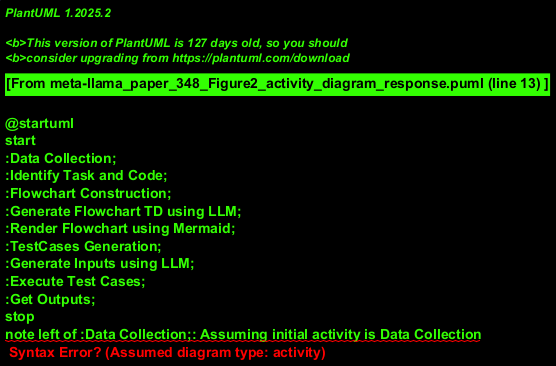 PlantUML 1.2025.2
<b>This version of PlantUML is 127 days old, so you should
<b>consider upgrading from https://plantuml.com/download
[From meta-llama_paper_348_Figure2_activity_diagram_response.puml (line 13) ]
@startuml
start
:Data Collection;
:Identify Task and Code;
:Flowchart Construction;
:Generate Flowchart TD using LLM;
:Render Flowchart using Mermaid;
:TestCases Generation;
:Generate Inputs using LLM;
:Execute Test Cases;
:Get Outputs;
stop
note left of :Data Collection;: Assuming initial activity is Data Collection
Syntax Error? (Assumed diagram type: activity)